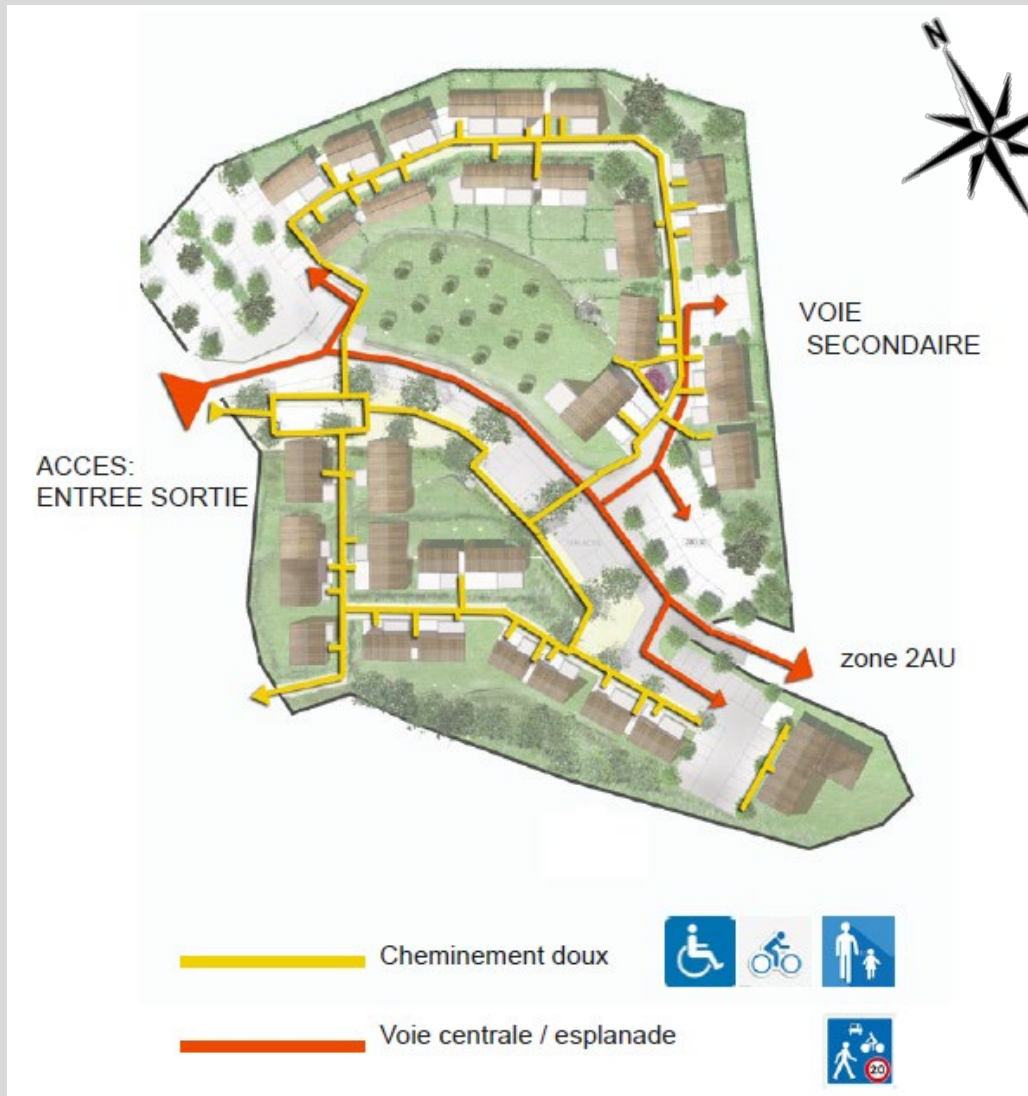 N
VOIE
SECONDAIRE
ACCES:
ENTREE SORTIE
zone 2AU
Cheminement doux
Voie centrale / esplanade
20